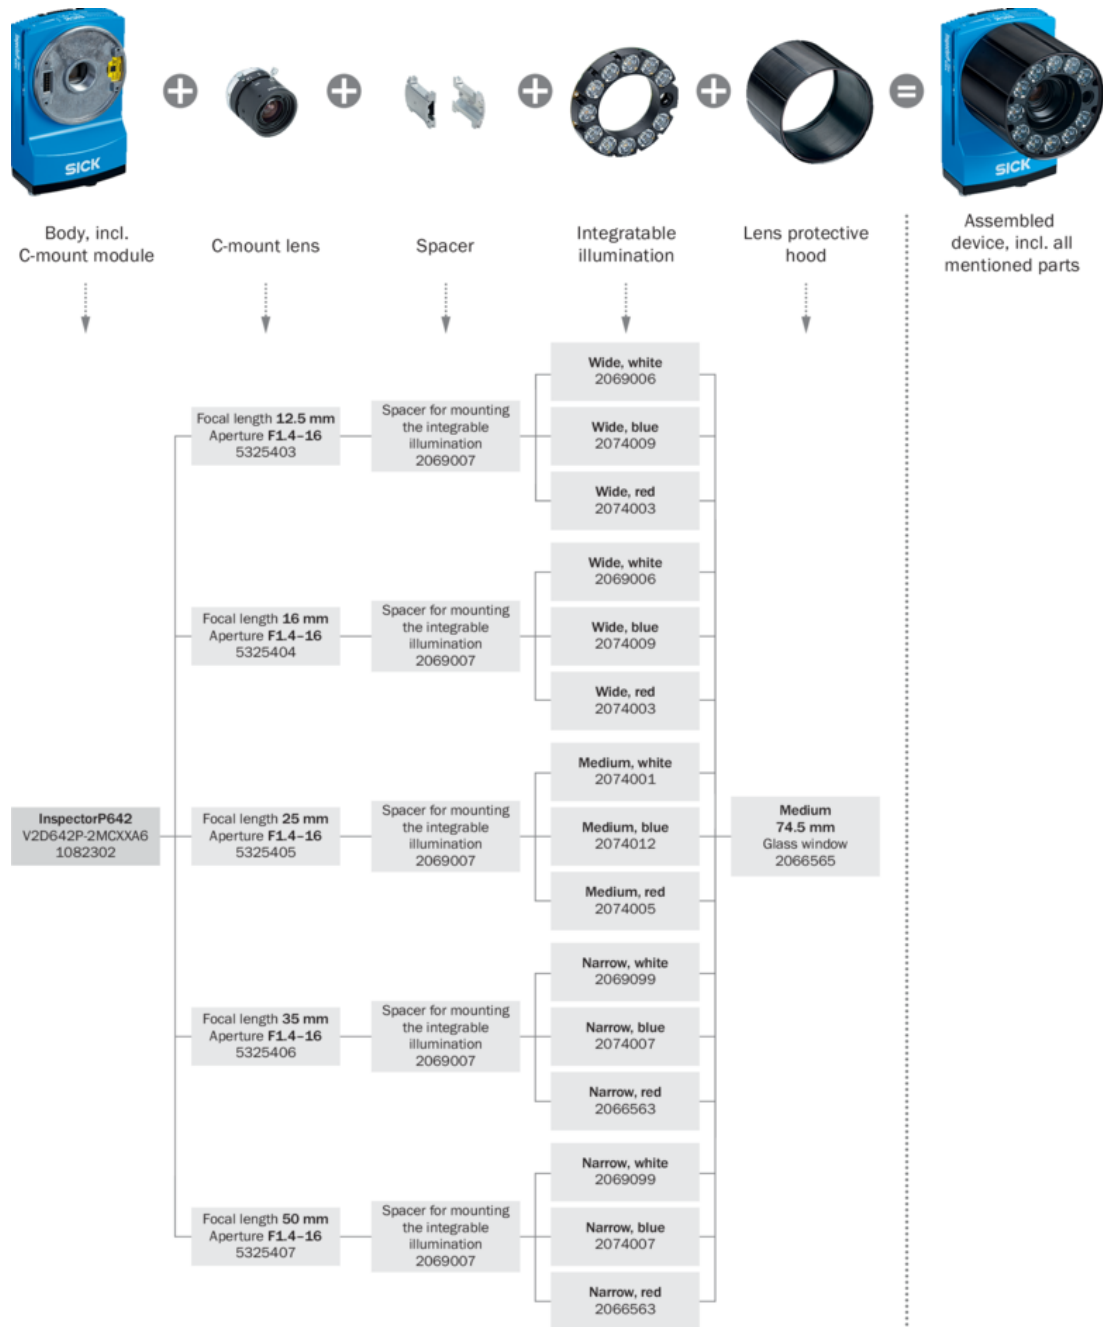 SICK
SICK
Body, incl.
C-mount module
C-mount lens
Spacer
Integratable
illumination
Lens protective
hood
Assembled
device, incl. all
mentioned parts
InspectorP642
V2D642P-2MCXXA6
1082302
Focal length 12.5 mm
Aperture F1.4–16
5325403
Spacer for mounting
the integrable
illumination
2069007
Wide, white
2069006
Wide, blue
2074009
Wide, red
2074003
Focal length 16 mm
Aperture F1.4–16
5325404
Spacer for mounting
the integrable
illumination
2069007
Wide, white
2069006
Wide, blue
2074009
Wide, red
2074003
Focal length 25 mm
Aperture F1.4–16
5325405
Spacer for mounting
the integrable
illumination
2069007
Medium, white
2074001
Medium, blue
2074012
Medium, red
2074005
Focal length 35 mm
Aperture F1.4–16
5325406
Spacer for mounting
the integrable
illumination
2069007
Narrow, white
2069099
Narrow, blue
2074007
Narrow, red
2066563
Focal length 50 mm
Aperture F1.4–16
5325407
Spacer for mounting
the integrable
illumination
2069007
Narrow, white
2069099
Narrow, blue
2074007
Narrow, red
2066563
Medium
74.5 mm
Glass window
2066565